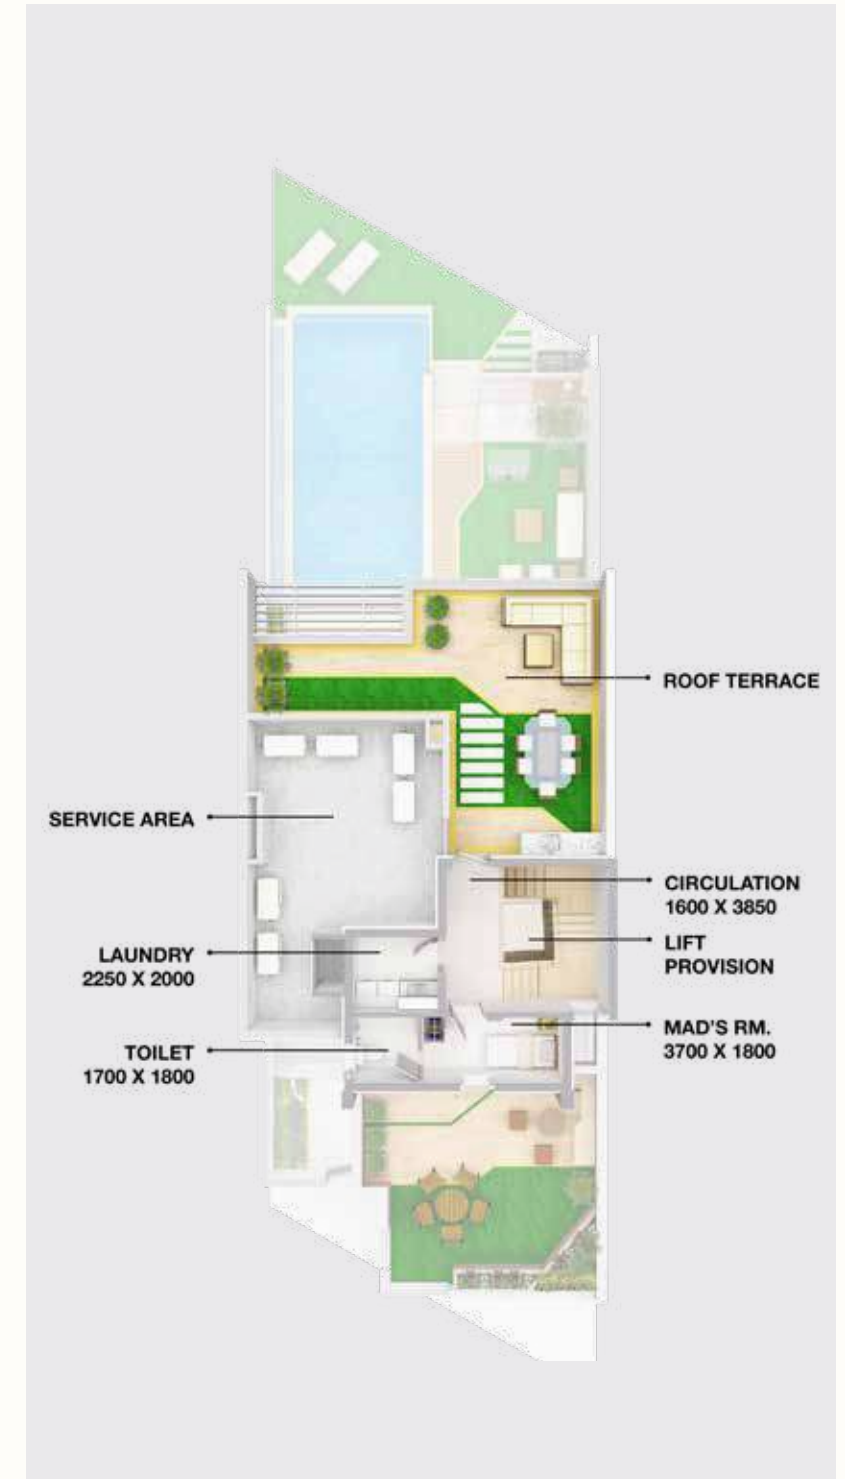 ROOF TERRACE
SERVICE AREA
CIRCULATION
1600 X 3850
LIFT
PROVISION
LAUNDRY
2250 X 2000
MAD'S RM.
3700 X 1800
TOILET
1700 X 1800